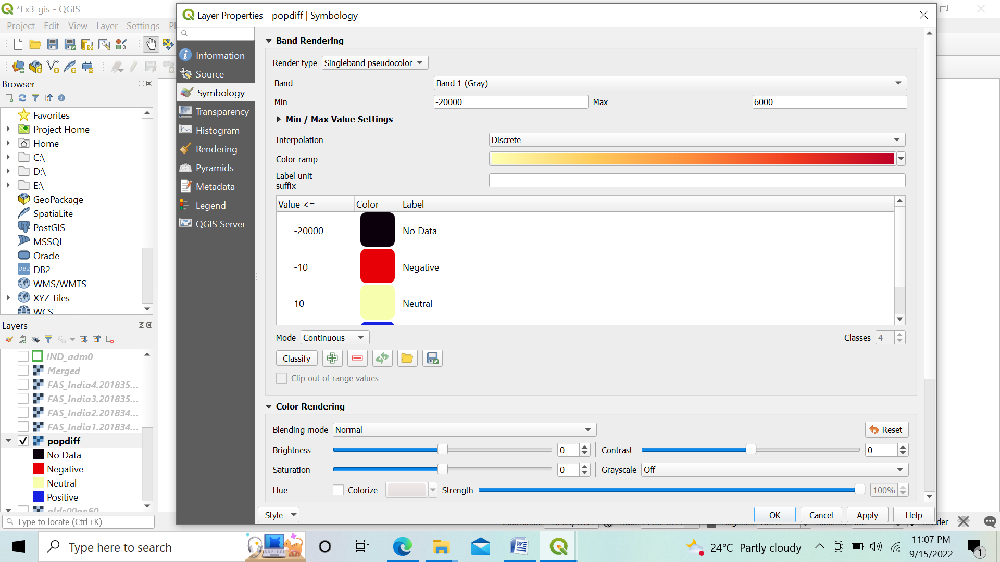 *Ex3_gis - QGIS
Project Edit View Layer Settings
Browser
Favorites
Project Home
Home
C:\
D:\
E:\
GeoPackage
SpatiaLite
PostGIS
MSSQL
Oracle
DB2
WMS/WMTS
XYZ Tiles
WCS
Layers
IND_adm0
Merged
FAS_India4.201835...
FAS_India3.201835...
FAS_India2.201834...
FAS_India1.201834...
popdiff
No Data
Negative
Neutral
Positive
Type to locate (Ctrl+K)
Layer Properties - popdiff | Symbology
Information
Source
Symbology
Transparency
Histogram
Rendering
Pyramids
Metadata
Legend
QGIS Server
Band Rendering
Render type Singleband pseudocolor
Band Band 1 (Gray)
Min -20000 Max 6000
Min / Max Value Settings
Interpolation Discrete
Color ramp
Label unit
suffix
Value <= Color Label
-20000 No Data
-10 Negative
10 Neutral
Mode Continuous Classes 4
Classify
Clip out of range values
Color Rendering
Blending mode Normal Reset
Brightness 0 Contrast 0
Saturation 0 Grayscale Off
Hue Colorize Strength 100%
Style OK Cancel Apply Help
Type here to search
24°C Partly cloudy
11:07 PM
9/15/2022
1